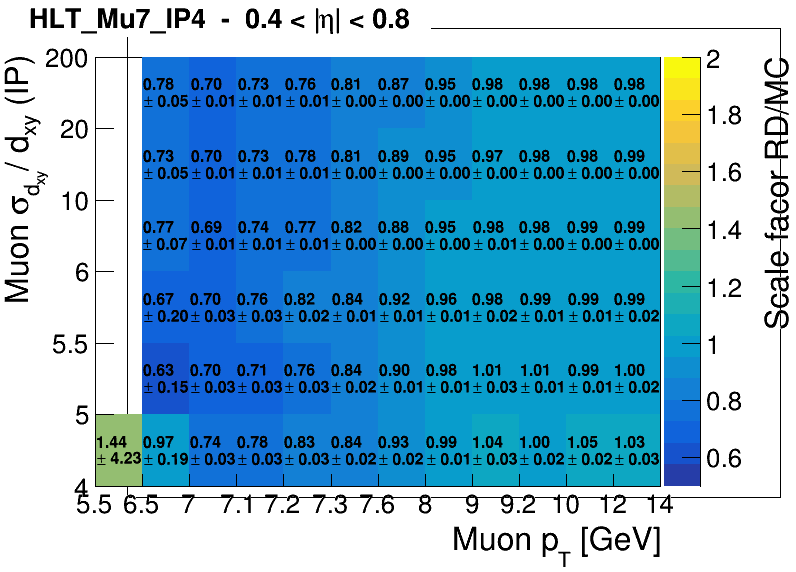 HLT_Mu7_IP4 - 0.4 < |η| < 0.8
Muon σ_dxy / d_xy (IP)
200
20
10
6
5.5
5
4
0.78 0.70 0.73 0.76 0.81 0.87 0.95 0.98 0.98 0.98 0.98
± 0.05 ± 0.01 ± 0.01 ± 0.01 ± 0.00 ± 0.00 ± 0.00 ± 0.00 ± 0.00 ± 0.00 ± 0.00
0.73 0.70 0.73 0.78 0.81 0.89 0.95 0.97 0.98 0.98 0.99
± 0.05 ± 0.01 ± 0.01 ± 0.01 ± 0.00 ± 0.00 ± 0.00 ± 0.00 ± 0.00 ± 0.00 ± 0.00
0.77 0.69 0.74 0.77 0.82 0.88 0.95 0.98 0.98 0.99 0.99
± 0.07 ± 0.01 ± 0.01 ± 0.01 ± 0.00 ± 0.00 ± 0.00 ± 0.01 ± 0.00 ± 0.00 ± 0.00
0.67 0.70 0.76 0.82 0.84 0.92 0.96 0.98 0.99 0.99 0.99
± 0.20 ± 0.03 ± 0.03 ± 0.02 ± 0.01 ± 0.01 ± 0.01 ± 0.02 ± 0.01 ± 0.01 ± 0.02
0.63 0.70 0.71 0.76 0.84 0.90 0.98 1.01 1.01 0.99 1.00
± 0.15 ± 0.03 ± 0.03 ± 0.03 ± 0.02 ± 0.01 ± 0.01 ± 0.03 ± 0.01 ± 0.01 ± 0.02
1.44 0.97 0.74 0.78 0.83 0.84 0.93 0.99 1.04 1.00 1.05 1.03
± 4.23 ± 0.19 ± 0.03 ± 0.03 ± 0.03 ± 0.02 ± 0.02 ± 0.01 ± 0.03 ± 0.02 ± 0.02 ± 0.03
5.5 6.5 7 7.1 7.2 7.3 7.6 8 9 9.2 10 12 14
Muon p_T [GeV]
2
1.8
1.6
1.4
1.2
1
0.8
0.6
Scale facor RD/MC